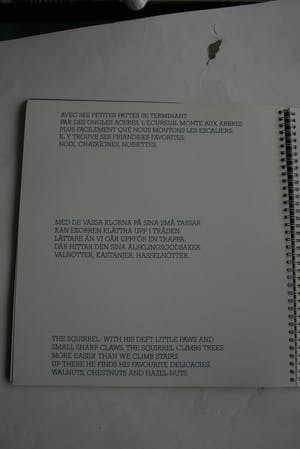 AVEC SES PETITES PATTES SE TERMINANT
PAR DES ONGLES ACERES, L'ECUREUIL MONTE AUX ARBRES
PLUS FACILEMENT QUE NOUS MONTONS LES ESCALIERS;
IL Y TROUVE SES FRIANDISES FAVORITES:
NOIX, CHATAÎGNES, NOISETTES.
MED DE VASSA KLORNA PÅ SINA SMÅ TASSAR
KAN EKORREN KLÄTTRA UPP I TRÄDEN
LÄTTARE ÄN VI GÅR UPPFÖR EN TRAPPA.
DÄR HITTAR DEN SINA ÄLSKLINGSGODSAKER:
VALNÖTTER, KASTANJER, HASSELNÖTTER.
THE SQUIRREL: WITH HIS DEFT LITTLE PAWS AND
SMALL SHARP CLAWS, THE SQUIRREL CLIMBS TREES
MORE EASILY THAN WE CLIMB STAIRS.
UP THERE HE FINDS HIS FAVOURITE DELICACIES,
WALNUTS, CHESTNUTS AND HAZEL-NUTS.